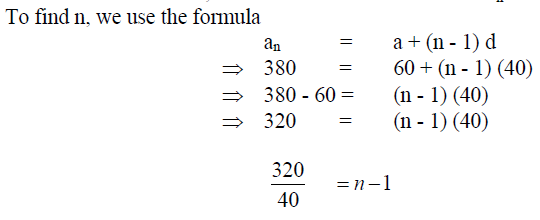 To find n, we use the formula
aₙ = a + (n - 1) d
⇒ 380 = 60 + (n - 1) (40)
⇒ 380 - 60 = (n - 1) (40)
⇒ 320 = (n - 1) (40)
320/40 = n − 1